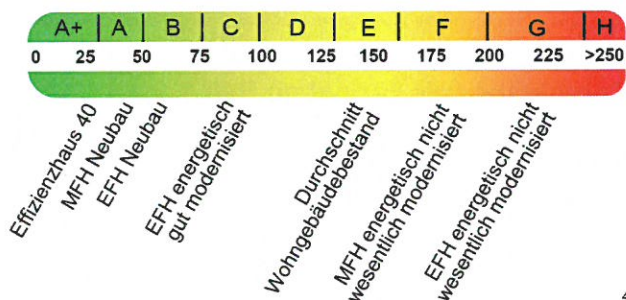 A+ A B C D E F G H
0 25 50 75 100 125 150 175 200 225 >250
Effizienzhaus 40
MFH Neubau
EFH Neubau
EFH energetisch
gut modernisiert
Durchschnitt
Wohngebäudebestand
MFH energetisch nicht
wesentlich modernisiert
EFH energetisch nicht
wesentlich modernisiert